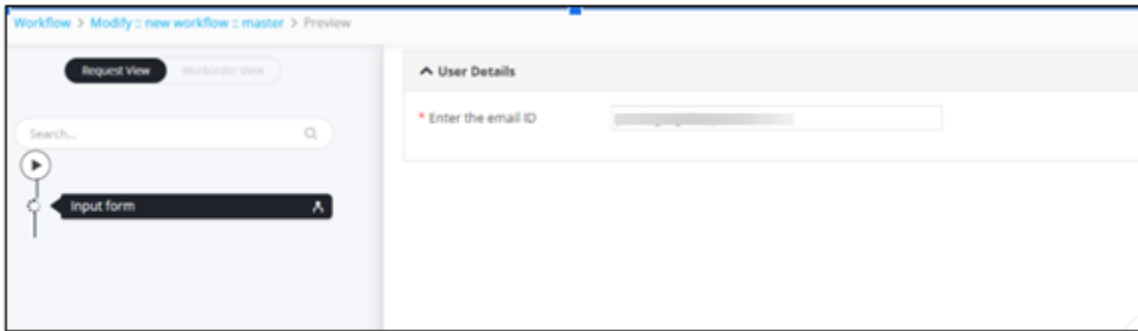 Workflow > Modify :: new workflow :: master > Preview
Request View Workorder View
Search...
Input form
User Details
* Enter the email ID